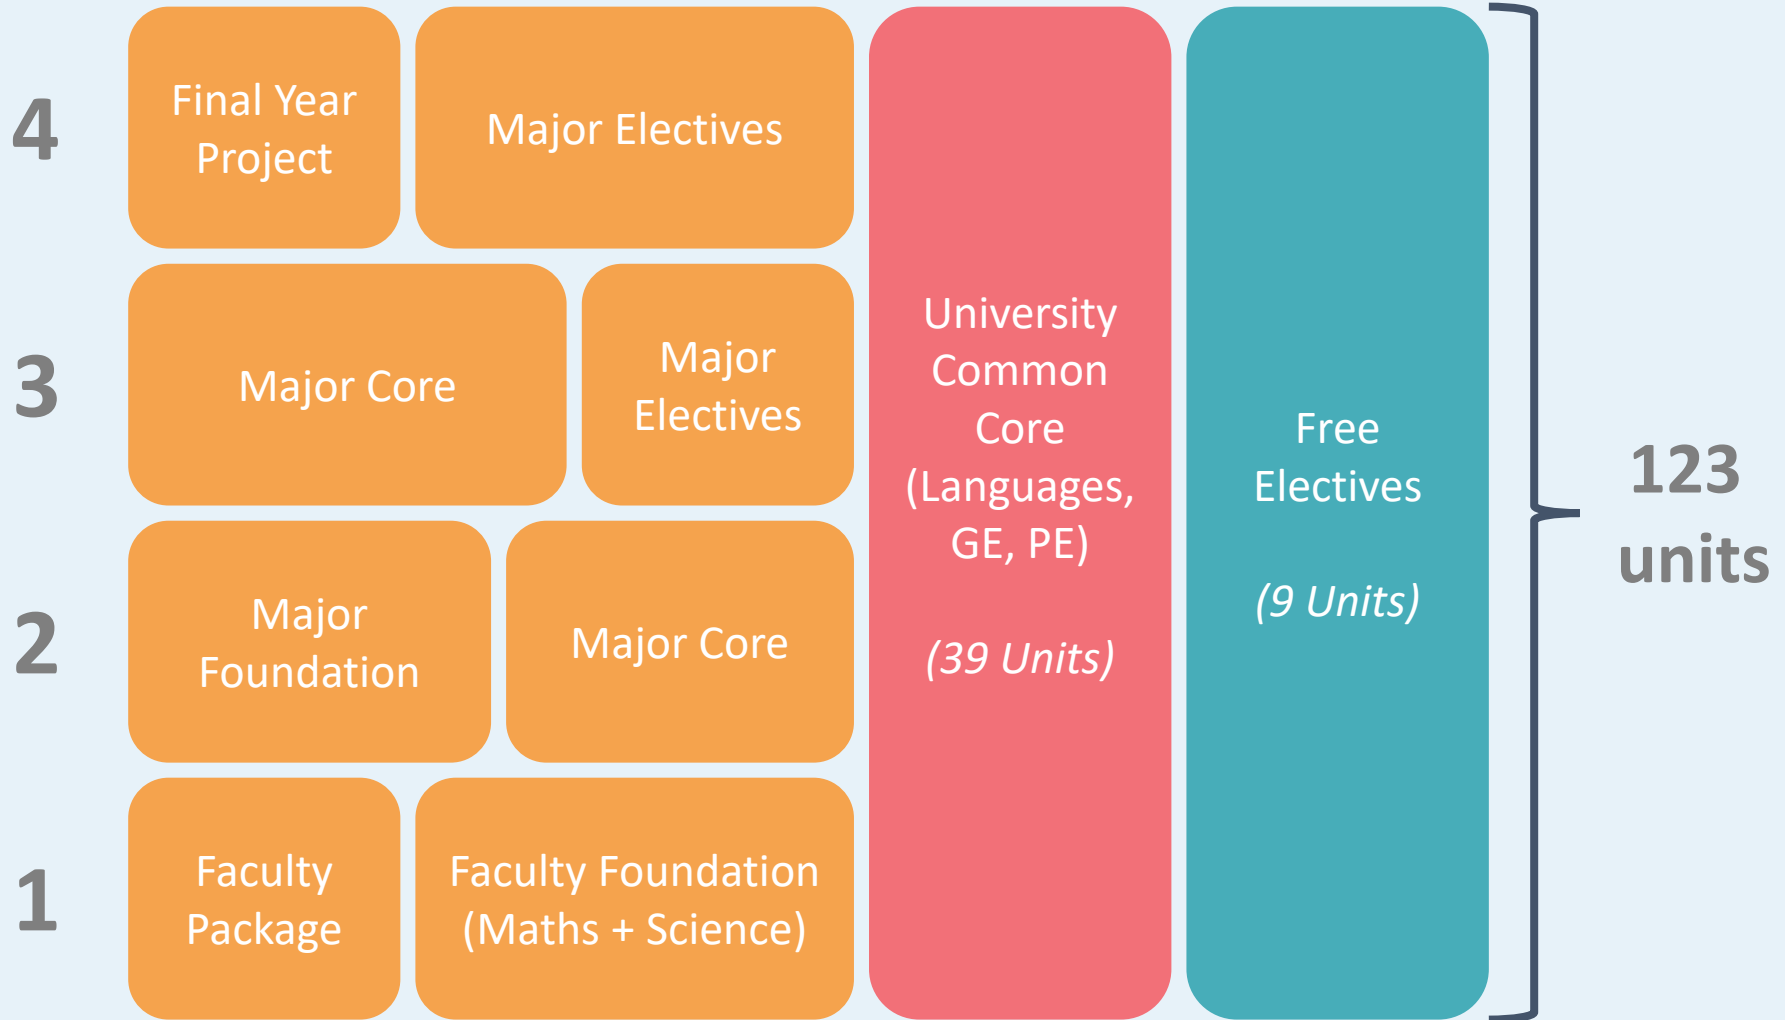 4
Final Year
Project
Major Electives
3
Major Core
Major
Electives
2
Major
Foundation
Major Core
1
Faculty
Package
Faculty Foundation
(Maths + Science)
University
Common
Core
(Languages,
GE, PE)
(39 Units)
Free
Electives
(9 Units)
123
units